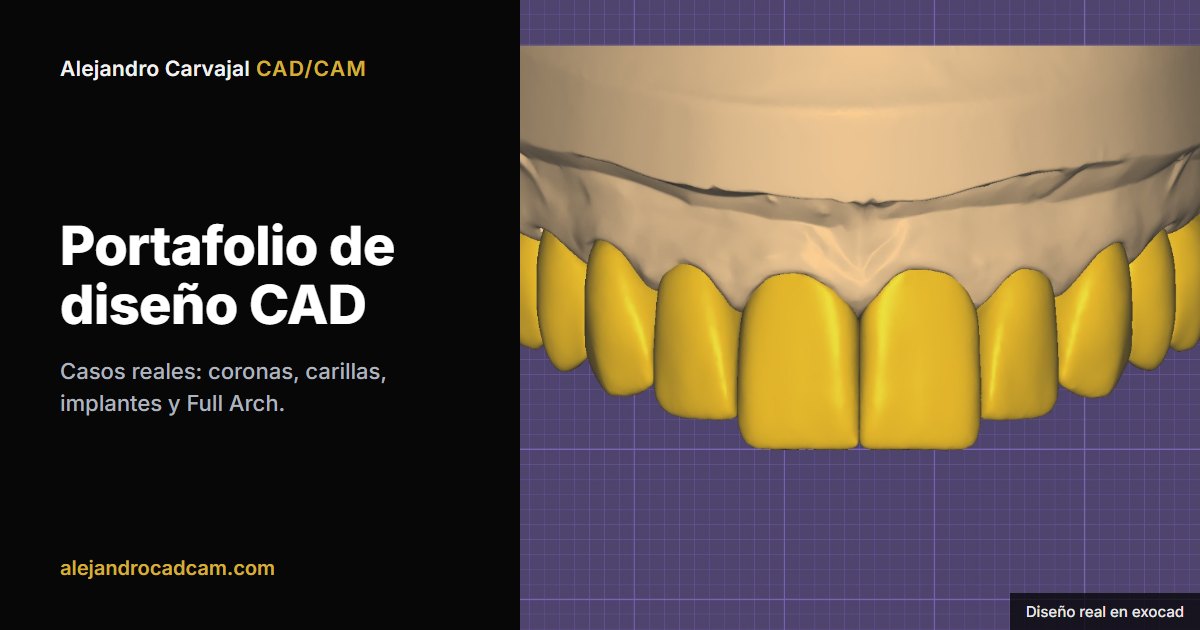 Alejandro Carvajal CAD/CAM
Portafolio de
diseño CAD
Casos reales: coronas, carillas,
implantes y Full Arch.
alejandrocadcam.com
Diseño real en exocad